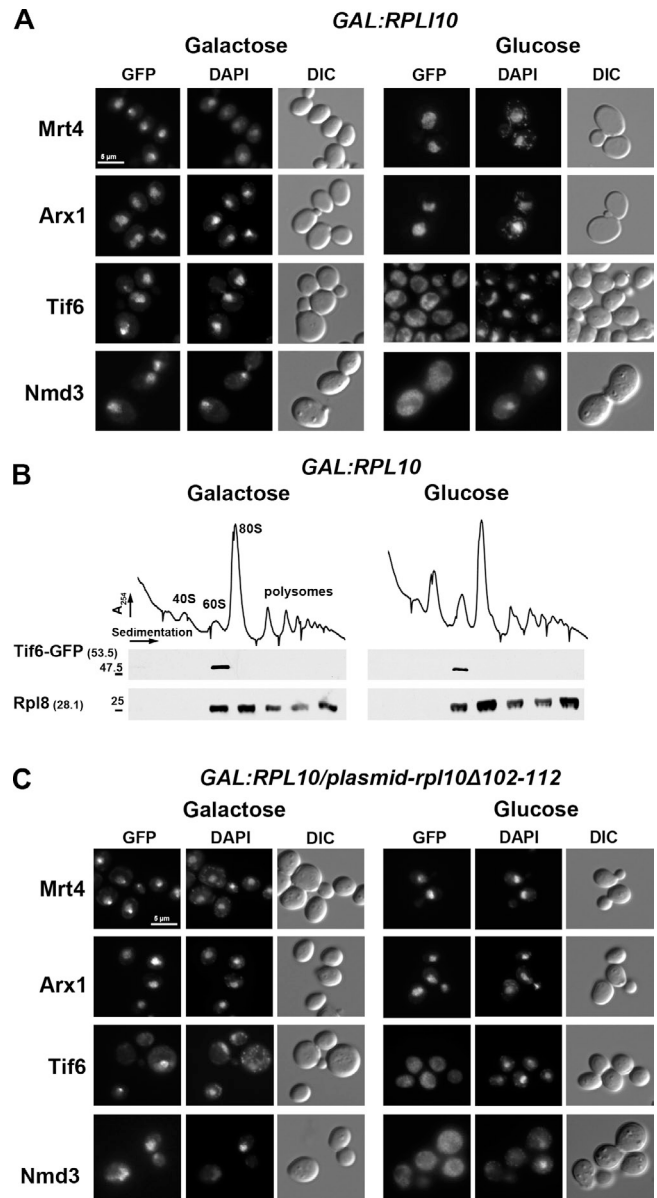 A
GAL:RPLI10
Galactose Glucose
GFP DAPI DIC GFP DAPI DIC
Mrt4
5 µm
Arx1
Tif6
Nmd3
B
GAL:RPL10
Galactose Glucose
80S
A254 40S 60S polysomes
Sedimentation
Tif6-GFP (53.5)
47.5
Rpl8 (28.1) 25
C
GAL:RPL10/plasmid-rpl10Δ102-112
Galactose Glucose
GFP DAPI DIC GFP DAPI DIC
Mrt4
5 µm
Arx1
Tif6
Nmd3